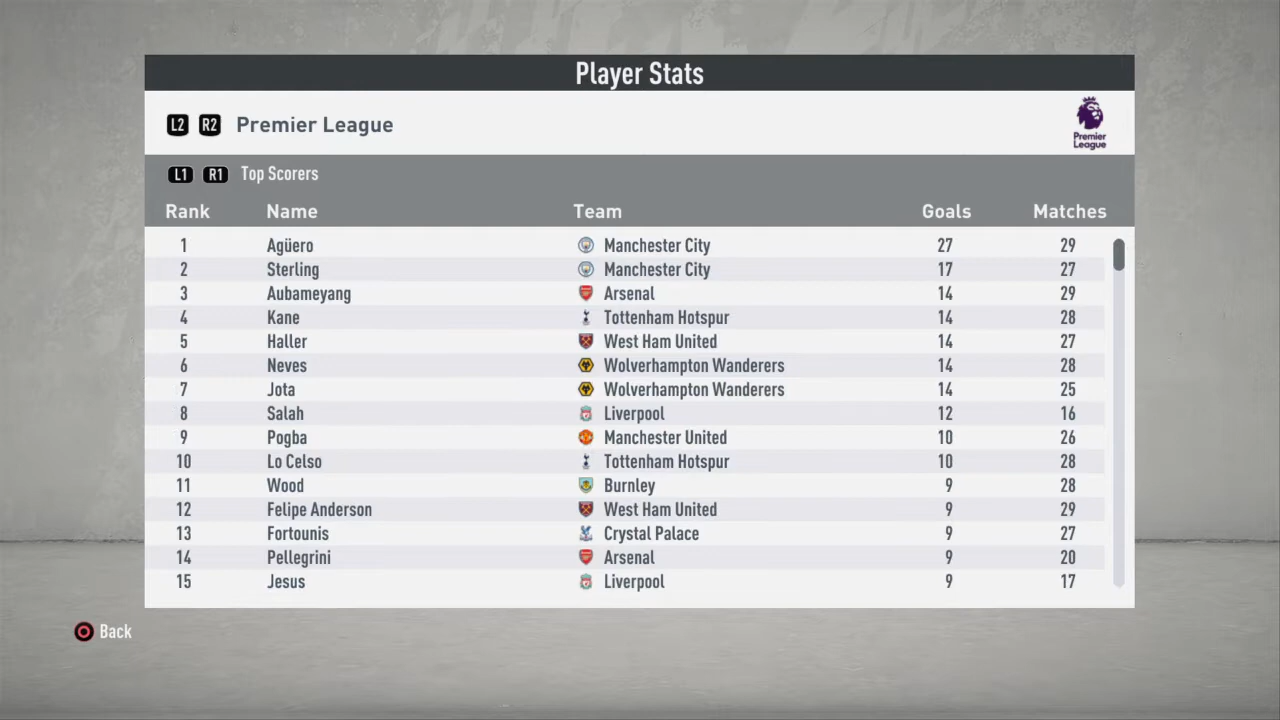 Player Stats
L2 R2 Premier League
Premier
League
L1 R1 Top Scorers
Rank Name Team Goals Matches
1 Agüero Manchester City 27 29
2 Sterling Manchester City 17 27
3 Aubameyang Arsenal 14 29
4 Kane Tottenham Hotspur 14 28
5 Haller West Ham United 14 27
6 Neves Wolverhampton Wanderers 14 28
7 Jota Wolverhampton Wanderers 14 25
8 Salah Liverpool 12 16
9 Pogba Manchester United 10 26
10 Lo Celso Tottenham Hotspur 10 28
11 Wood Burnley 9 28
12 Felipe Anderson West Ham United 9 29
13 Fortounis Crystal Palace 9 27
14 Pellegrini Arsenal 9 20
15 Jesus Liverpool 9 17
Back